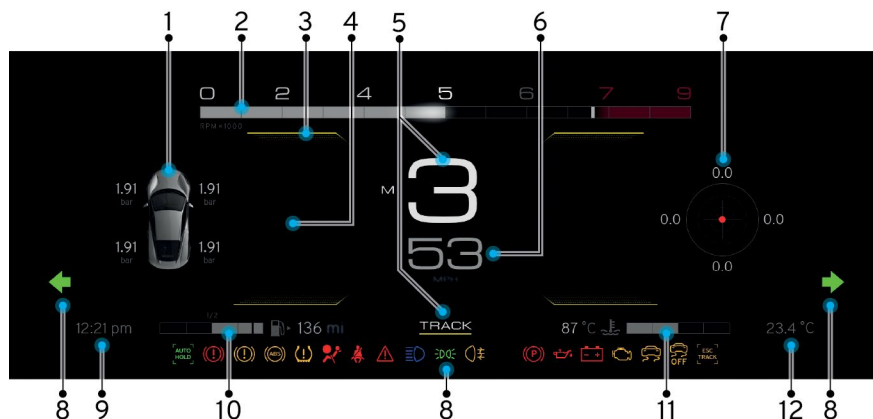 1 2 3 4 5 6 7
0 2 4 5 6 7 9
RPM×1000
M 3
1.91 bar 1.91 bar
0.0
0.0 0.0
0.0
53
MPH
1.91 bar 1.91 bar
1/2
12:21 pm 136 mi TRACK 87 °C 23.4 °C
AUTO HOLD ABS OFF ESC TRACK
8 9 10 8 11 12 8